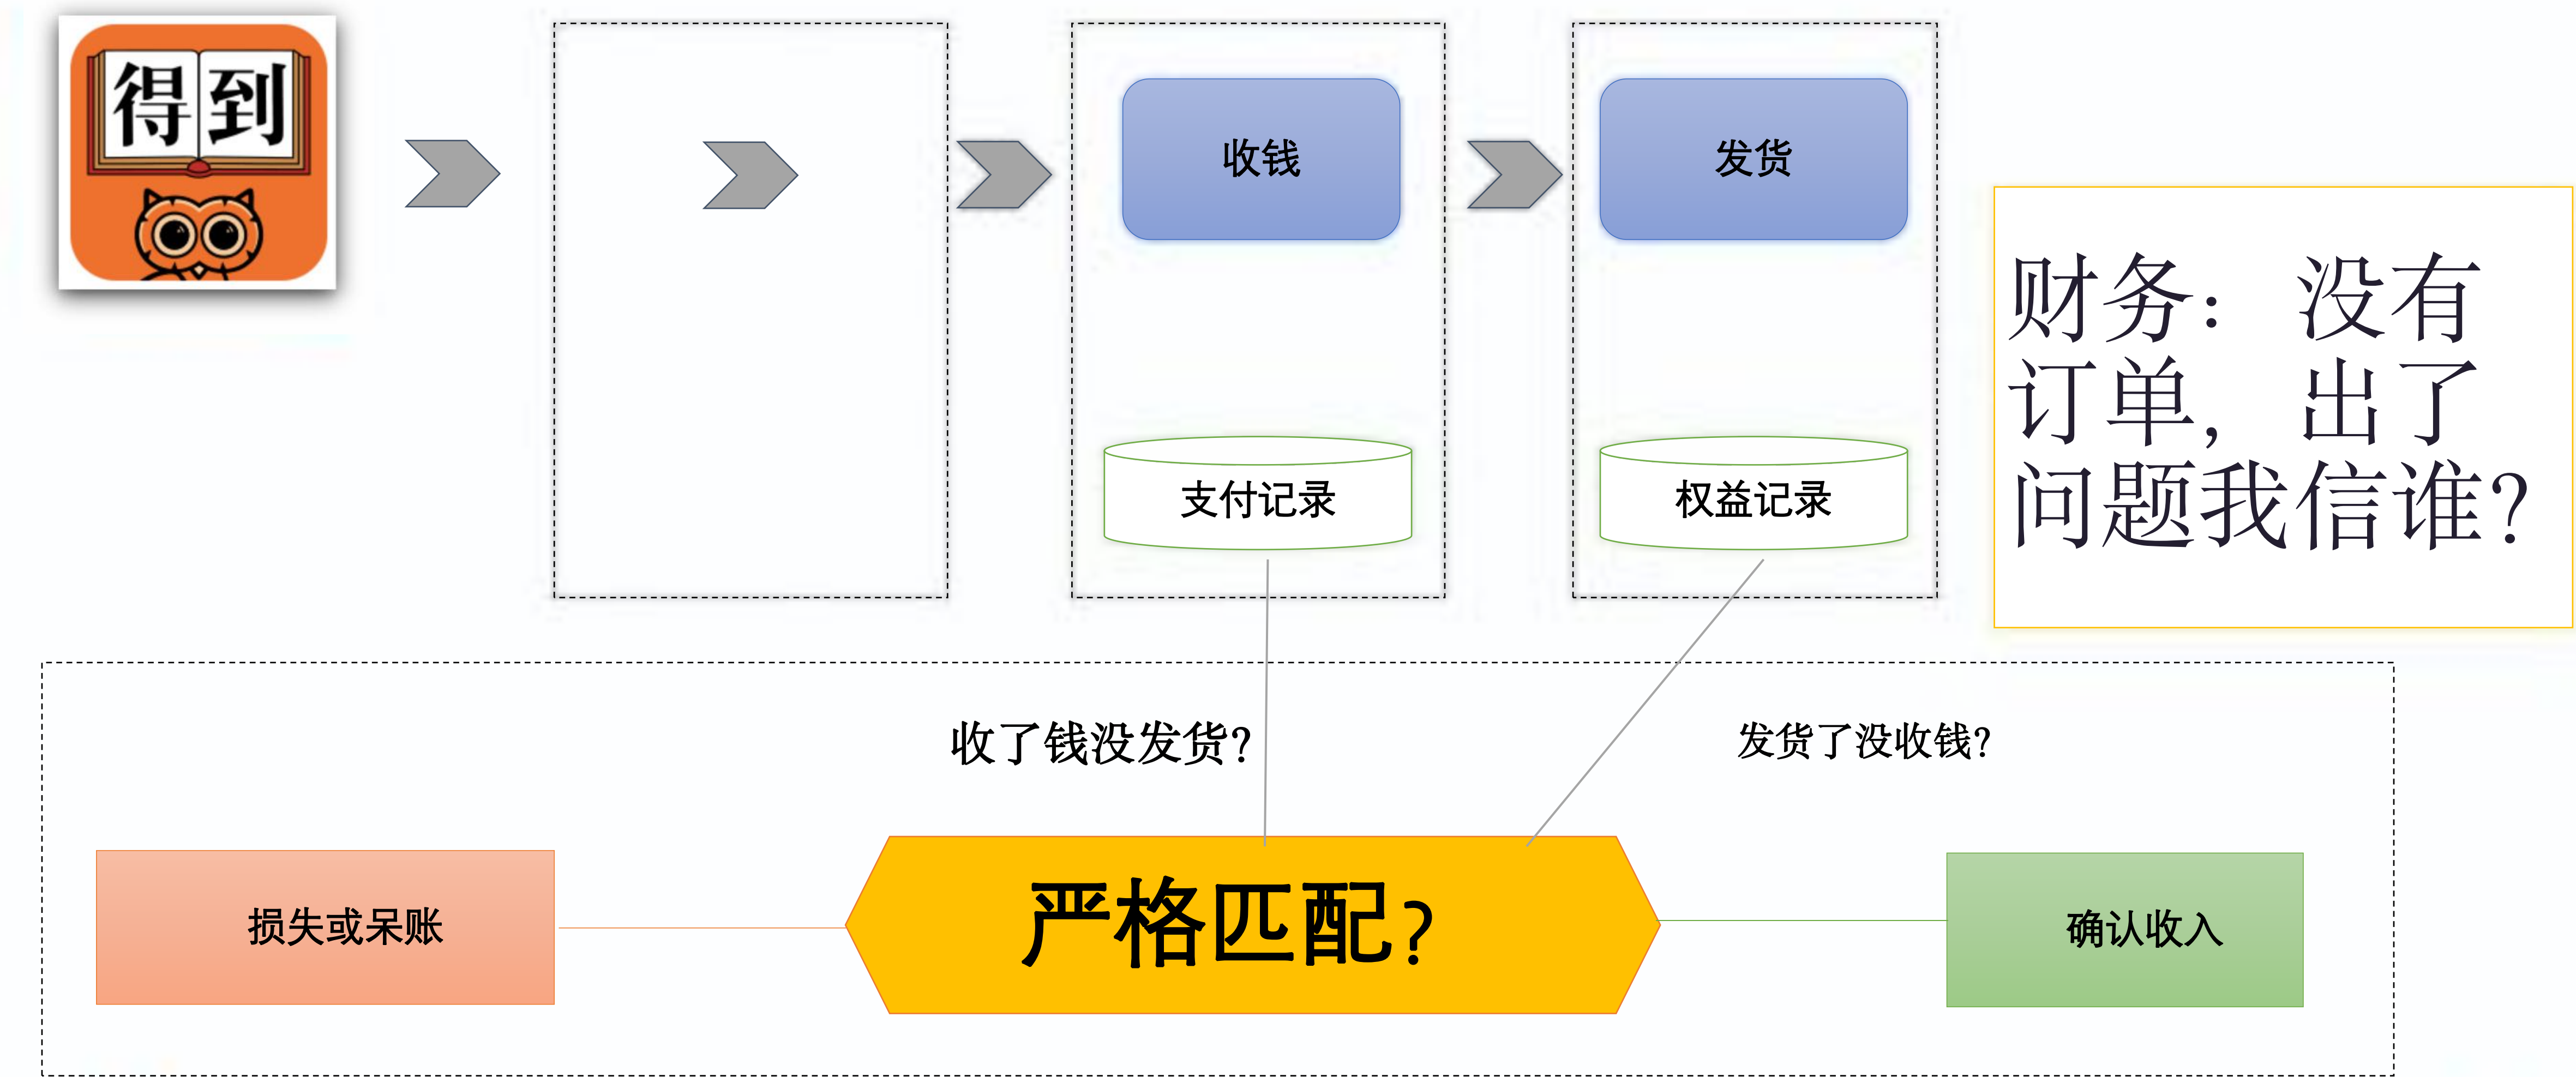 得到
收钱
发货
财务：没有
订单，出了
问题我信谁？
支付记录
权益记录
收了钱没发货？
发货了没收钱？
损失或呆账
严格匹配？
确认收入